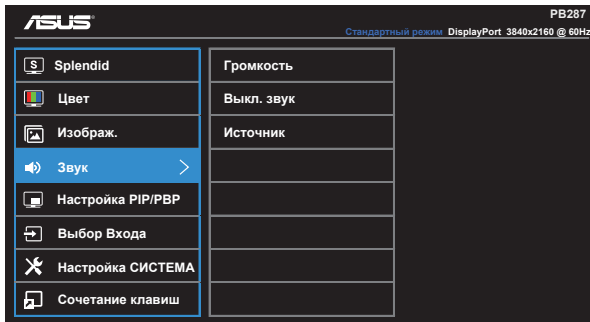 ASUS
PB287
Стандартный режим DisplayPort 3840x2160 @ 60Hz
S Splendid
Громкость
Цвет
Выкл. звук
Изображ.
Источник
Звук
Настройка PIP/PBP
Выбор Входа
Настройка СИСТЕМА
Сочетание клавиш